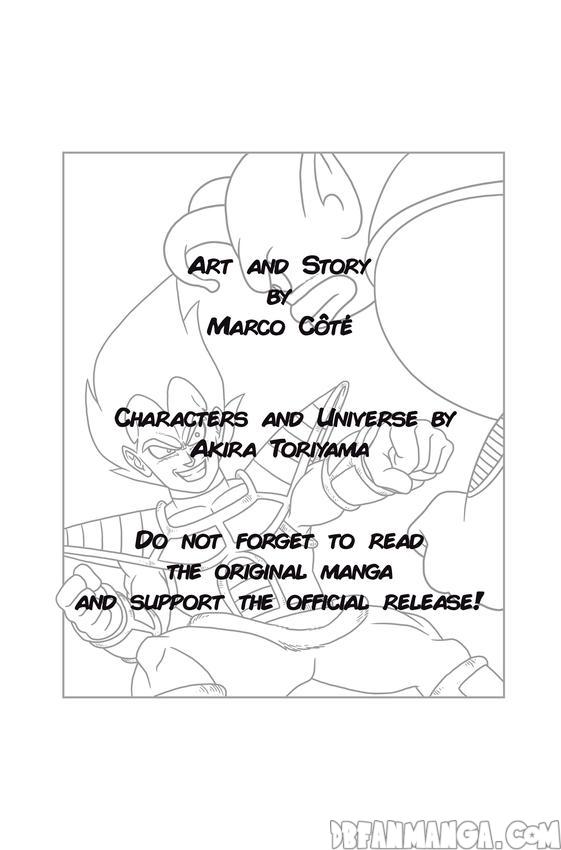 Art and Story
by
Marco Côté
Characters and Universe by
Akira Toriyama
Do not forget to read
the original manga
and support the official release!
DBFANMANGA.COM